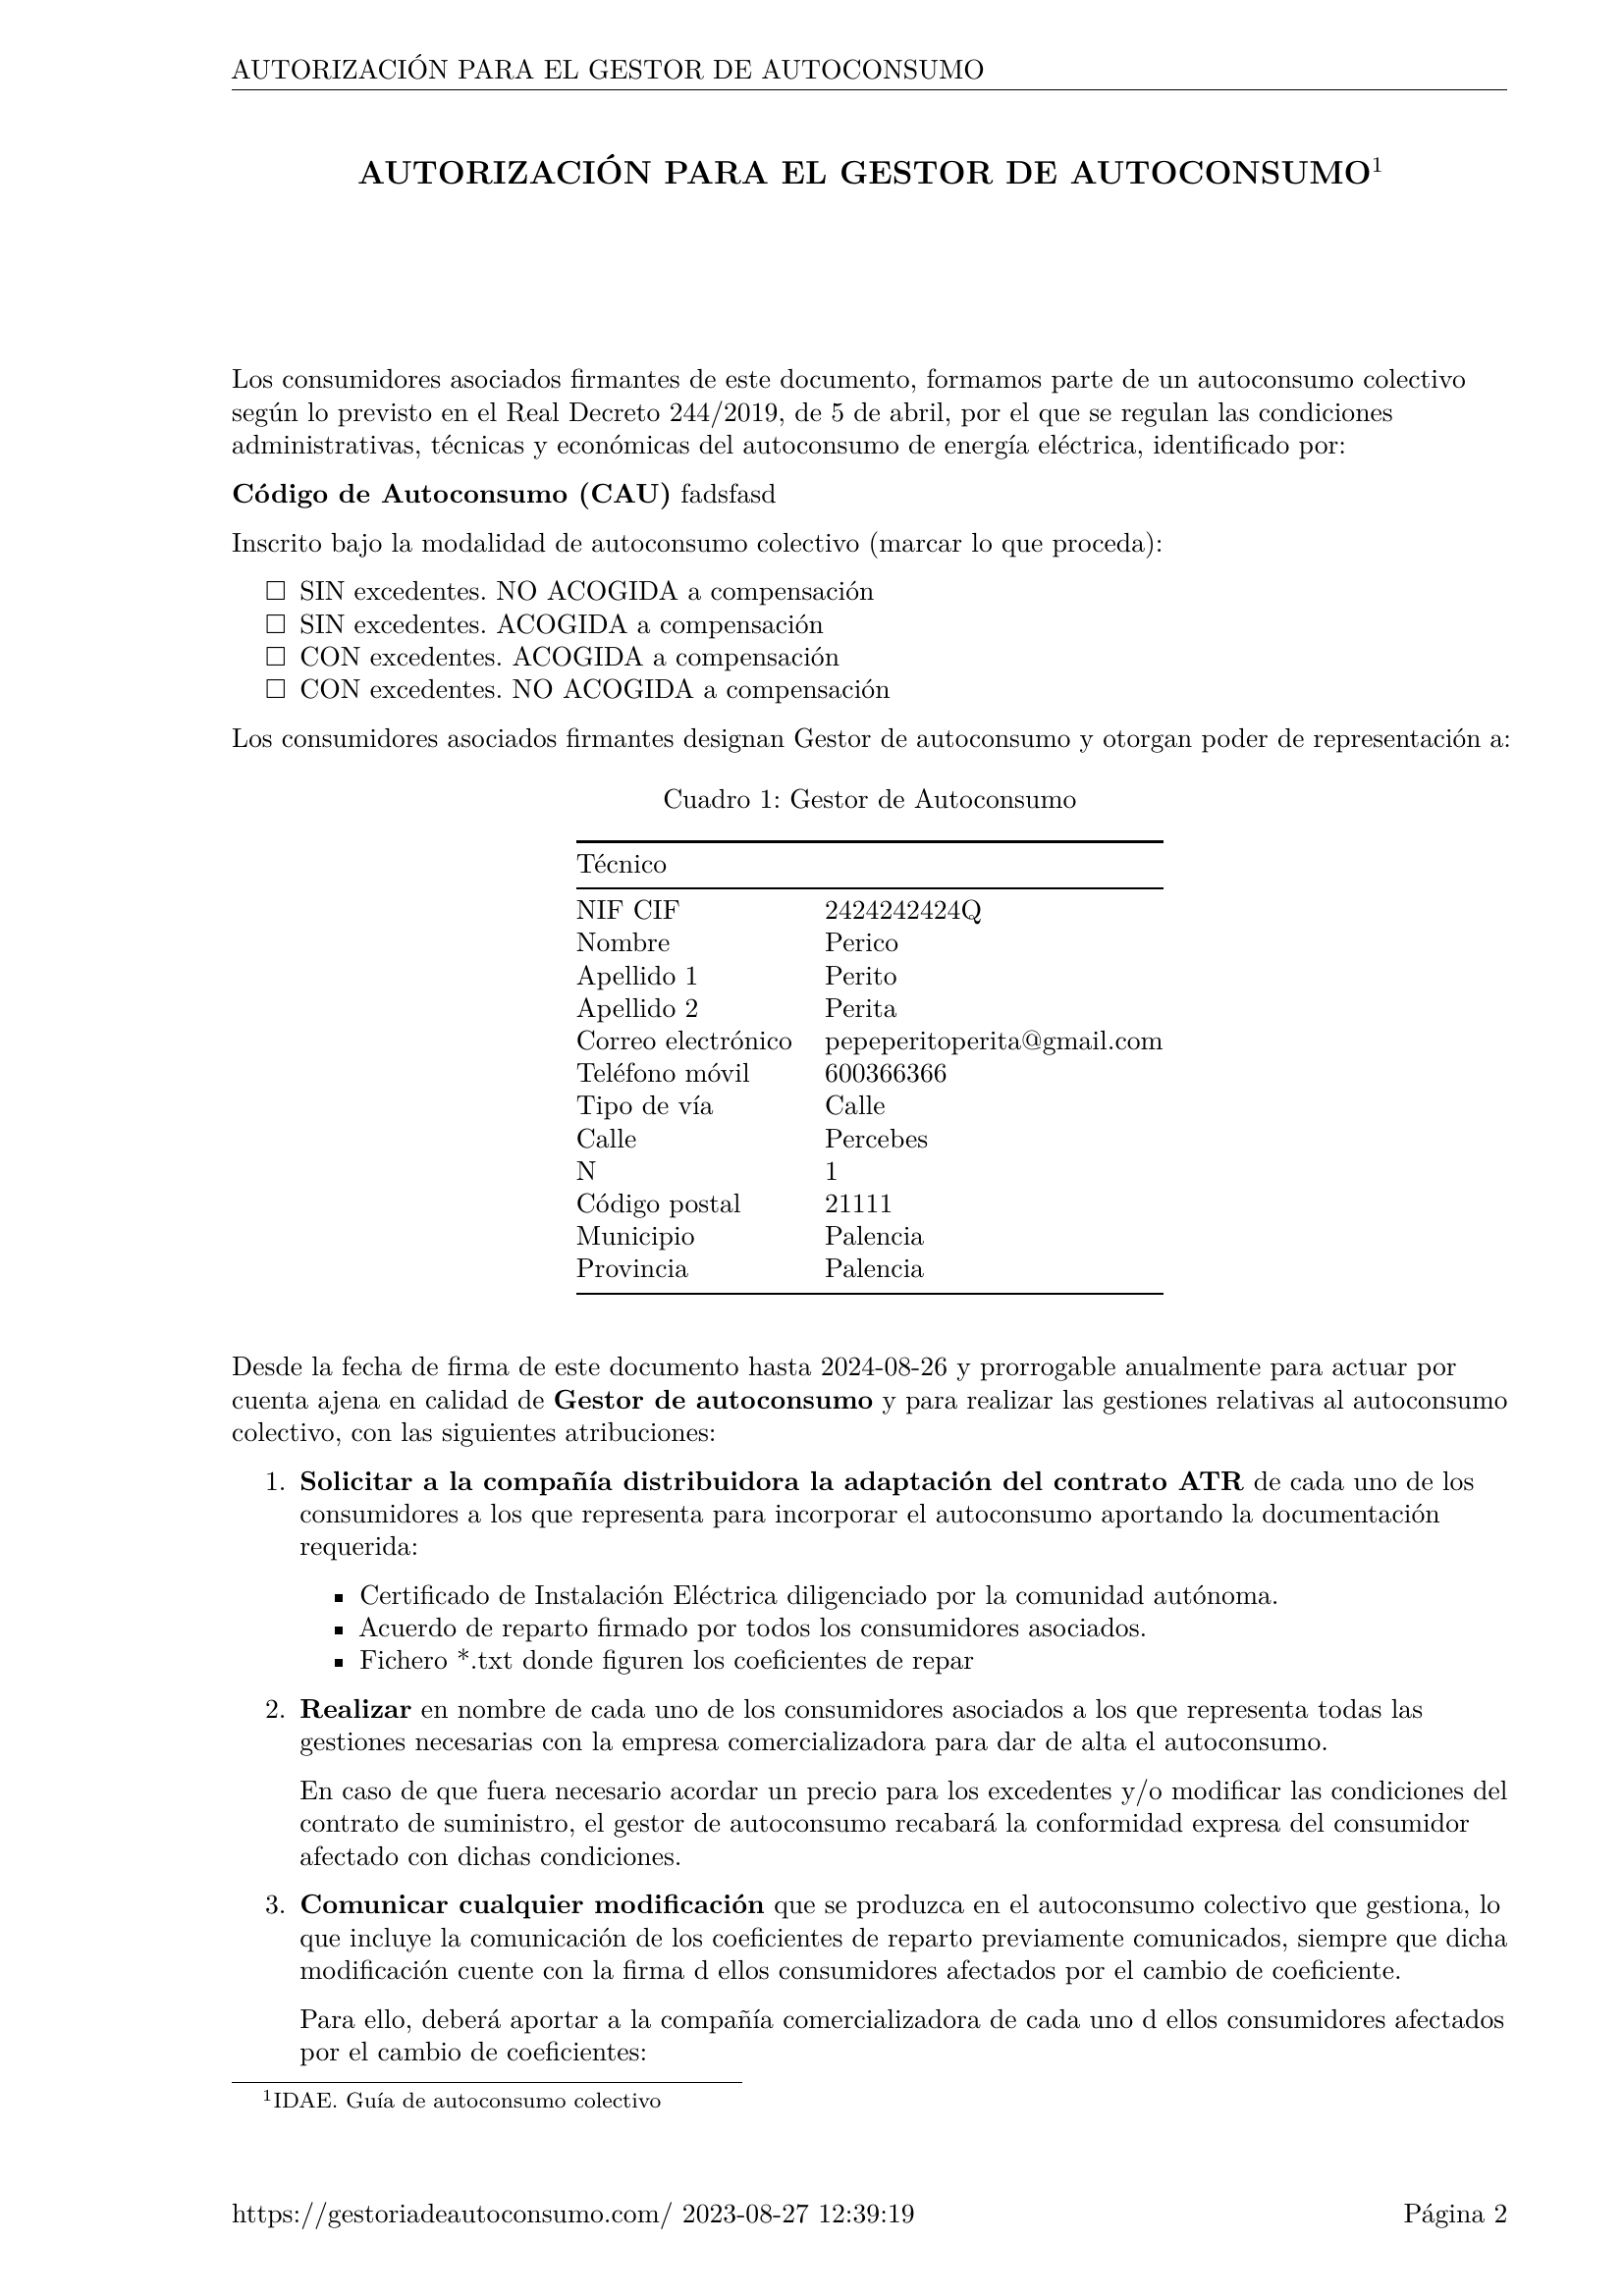 AUTORIZACIÓN PARA EL GESTOR DE AUTOCONSUMO
AUTORIZACIÓN PARA EL GESTOR DE AUTOCONSUMO¹
Los consumidores asociados firmantes de este documento, formamos parte de un autoconsumo colectivo
según lo previsto en el Real Decreto 244/2019, de 5 de abril, por el que se regulan las condiciones
administrativas, técnicas y económicas del autoconsumo de energía eléctrica, identificado por:
Código de Autoconsumo (CAU) fadsfasd
Inscrito bajo la modalidad de autoconsumo colectivo (marcar lo que proceda):
☐ SIN excedentes. NO ACOGIDA a compensación
☐ SIN excedentes. ACOGIDA a compensación
☐ CON excedentes. ACOGIDA a compensación
☐ CON excedentes. NO ACOGIDA a compensación
Los consumidores asociados firmantes designan Gestor de autoconsumo y otorgan poder de representación a:
Cuadro 1: Gestor de Autoconsumo
Técnico
NIF CIF 2424242424Q
Nombre Perico
Apellido 1 Perito
Apellido 2 Perita
Correo electrónico pepeperitoperita@gmail.com
Teléfono móvil 600366366
Tipo de vía Calle
Calle Percebes
N 1
Código postal 21111
Municipio Palencia
Provincia Palencia
Desde la fecha de firma de este documento hasta 2024-08-26 y prorrogable anualmente para actuar por
cuenta ajena en calidad de Gestor de autoconsumo y para realizar las gestiones relativas al autoconsumo
colectivo, con las siguientes atribuciones:
1. Solicitar a la compañía distribuidora la adaptación del contrato ATR de cada uno de los
consumidores a los que representa para incorporar el autoconsumo aportando la documentación
requerida:
▪ Certificado de Instalación Eléctrica diligenciado por la comunidad autónoma.
▪ Acuerdo de reparto firmado por todos los consumidores asociados.
▪ Fichero *.txt donde figuren los coeficientes de repar
2. Realizar en nombre de cada uno de los consumidores asociados a los que representa todas las
gestiones necesarias con la empresa comercializadora para dar de alta el autoconsumo.
En caso de que fuera necesario acordar un precio para los excedentes y/o modificar las condiciones del
contrato de suministro, el gestor de autoconsumo recabará la conformidad expresa del consumidor
afectado con dichas condiciones.
3. Comunicar cualquier modificación que se produzca en el autoconsumo colectivo que gestiona, lo
que incluye la comunicación de los coeficientes de reparto previamente comunicados, siempre que dicha
modificación cuente con la firma d ellos consumidores afectados por el cambio de coeficiente.
Para ello, deberá aportar a la compañía comercializadora de cada uno d ellos consumidores afectados
por el cambio de coeficientes:
¹IDAE. Guía de autoconsumo colectivo
https://gestoriadeautoconsumo.com/ 2023-08-27 12:39:19 Página 2